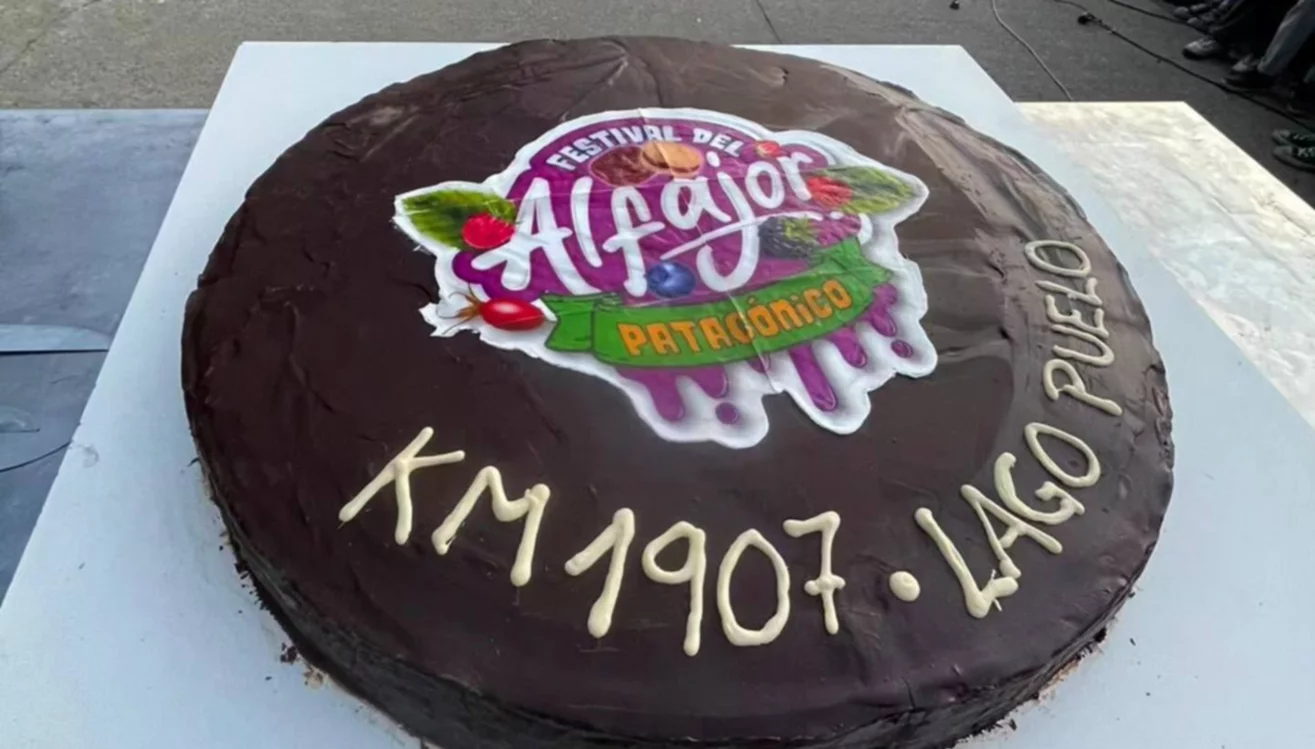 FESTIVAL DEL
Alfajor
PATAGÓNICO
KM 1907 • LAGO PUELO